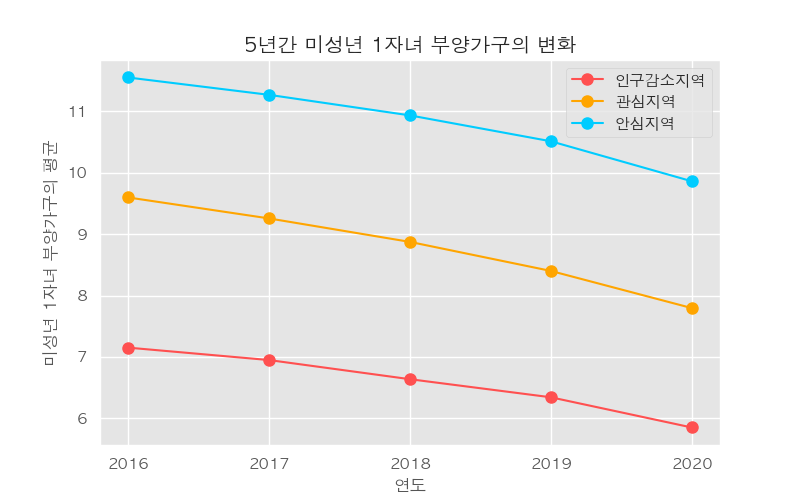 5년간 미성년 1자녀 부양가구의 변화
인구감소지역
관심지역
안심지역
미성년 1자녀 부양가구의 평균
11
10
9
8
7
6
2016 2017 2018 2019 2020
연도